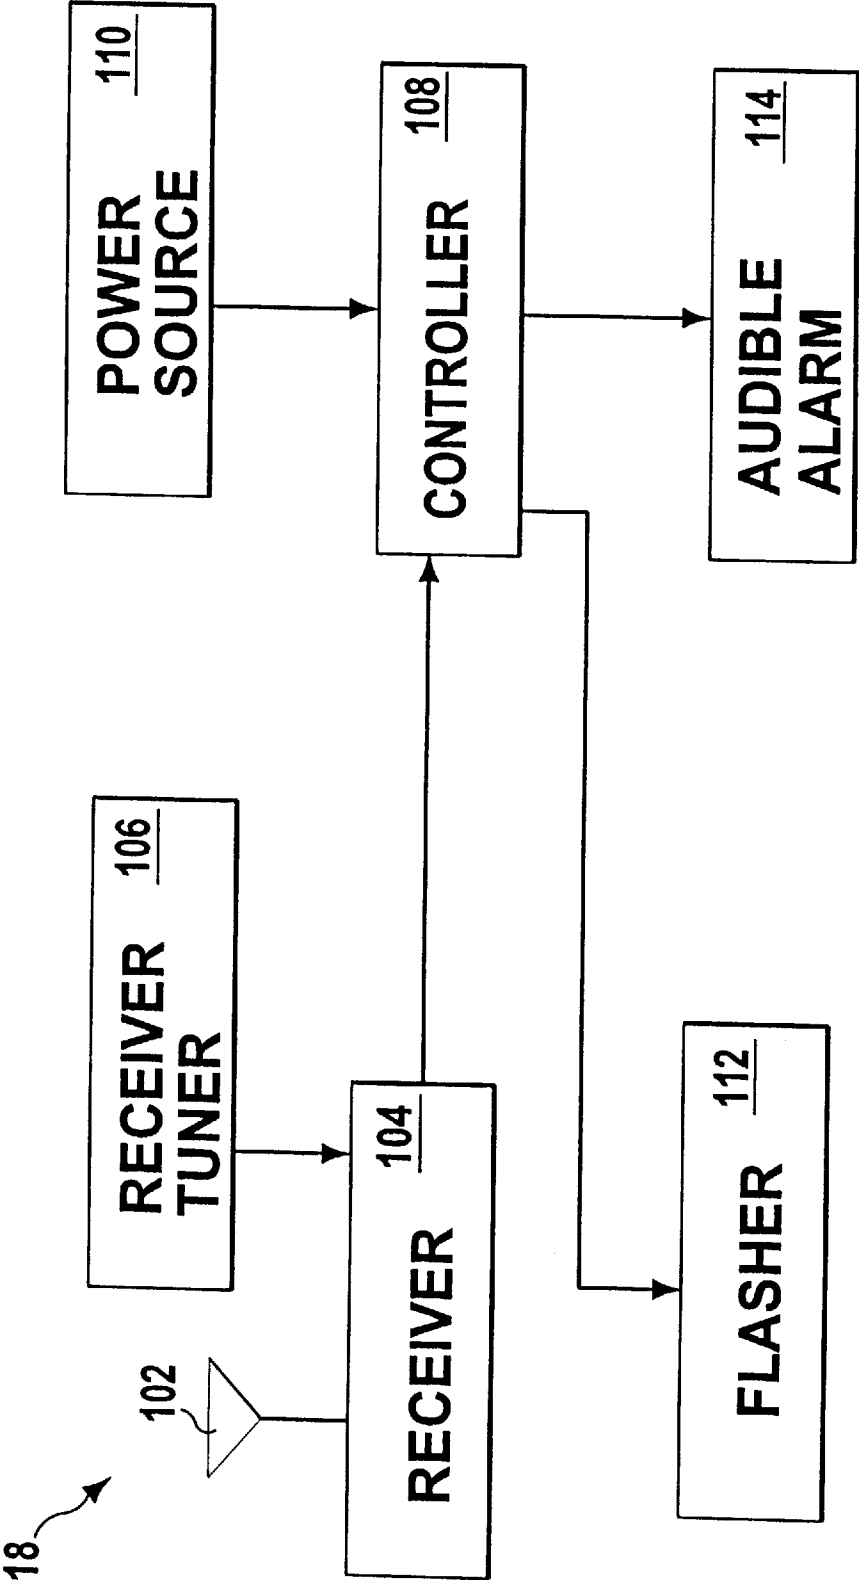 18
102
RECEIVER
TUNER
106
POWER
SOURCE
110
RECEIVER
104
CONTROLLER
108
FLASHER
112
AUDIBLE
ALARM
114